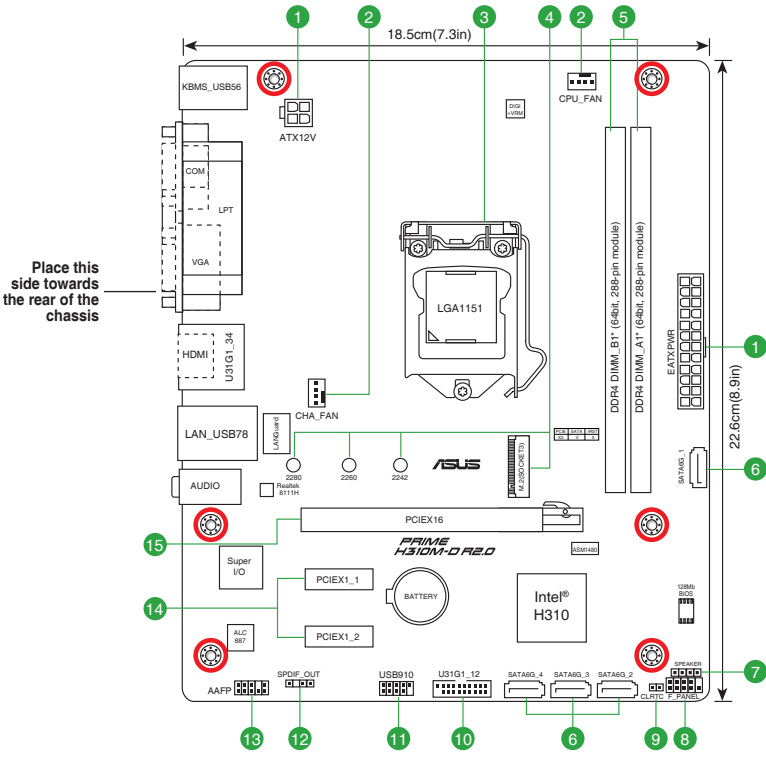 1
2
3
4
2
5
18.5cm(7.3in)
KBMS_USB56
ATX12V
DIGI
+VRM
CPU_FAN
COM
LPT
VGA
Place this
side towards
the rear of the
chassis
LGA1151
DDR4 DIMM_B1* (64bit, 288-pin module)
DDR4 DIMM_A1* (64bit, 288-pin module)
EATXPWR
1
22.6cm(8.9in)
HDMI
U31G1_34
CHA_FAN
LAN_USB78
LANGuard
PCIE SATA IRST
X2 V X
2280
2260
2242
ASUS
M.2(SOCKET3)
SATA6G_1
6
AUDIO
Realtek
8111H
PCIEX16
15
PRIME
H310M-D R2.0
ASM1480
Super
I/O
PCIEX1_1
BATTERY
Intel®
H310
128Mb
BIOS
14
ALC
887
PCIEX1_2
SPEAKER
7
AAFP
SPDIF_OUT
USB910
U31G1_12
SATA6G_4
SATA6G_3
SATA6G_2
CLRTC
F_PANEL
13
12
11
10
6
9
8